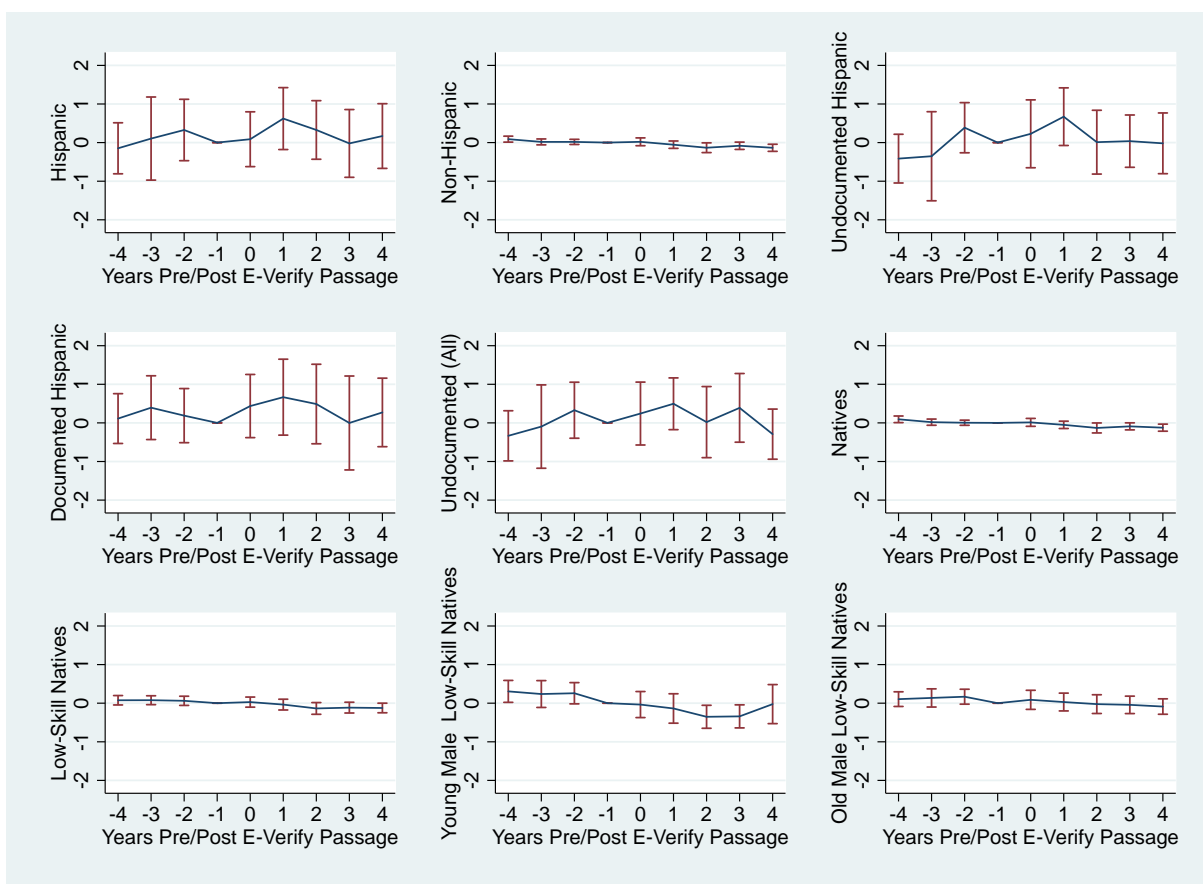 Hispanic
2
1
0
-1
-2
-4 -3 -2 -1 0 1 2 3 4
Years Pre/Post E-Verify Passage
Non-Hispanic
2
1
0
-1
-2
-4 -3 -2 -1 0 1 2 3 4
Years Pre/Post E-Verify Passage
Undocumented Hispanic
2
1
0
-1
-2
-4 -3 -2 -1 0 1 2 3 4
Years Pre/Post E-Verify Passage
Documented Hispanic
2
1
0
-1
-2
-4 -3 -2 -1 0 1 2 3 4
Years Pre/Post E-Verify Passage
Undocumented (All)
2
1
0
-1
-2
-4 -3 -2 -1 0 1 2 3 4
Years Pre/Post E-Verify Passage
Natives
2
1
0
-1
-2
-4 -3 -2 -1 0 1 2 3 4
Years Pre/Post E-Verify Passage
Low-Skill Natives
2
1
0
-1
-2
-4 -3 -2 -1 0 1 2 3 4
Years Pre/Post E-Verify Passage
Young Male Low-Skill Natives
2
1
0
-1
-2
-4 -3 -2 -1 0 1 2 3 4
Years Pre/Post E-Verify Passage
Old Male Low-Skill Natives
2
1
0
-1
-2
-4 -3 -2 -1 0 1 2 3 4
Years Pre/Post E-Verify Passage